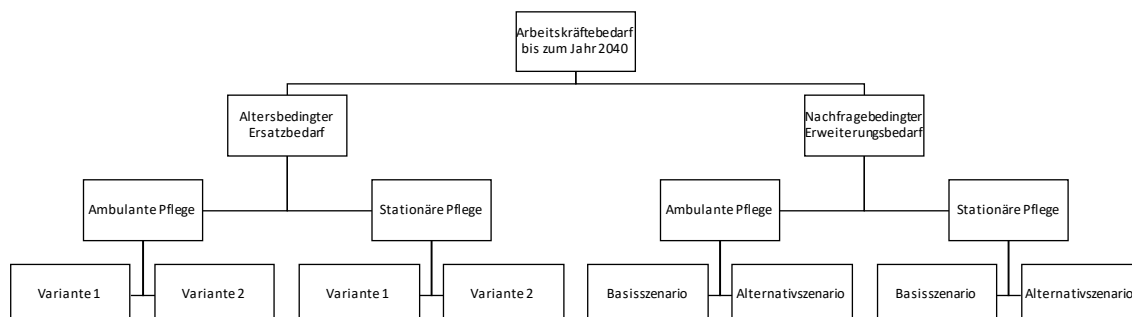 Arbeitskräftebedarf
bis zum Jahr 2040
Altersbedingter
Ersatzbedarf
Nachfragebedingter
Erweiterungsbedarf
Ambulante Pflege
Stationäre Pflege
Ambulante Pflege
Stationäre Pflege
Variante 1
Variante 2
Variante 1
Variante 2
Basisszenario
Alternativszenario
Basisszenario
Alternativszenario